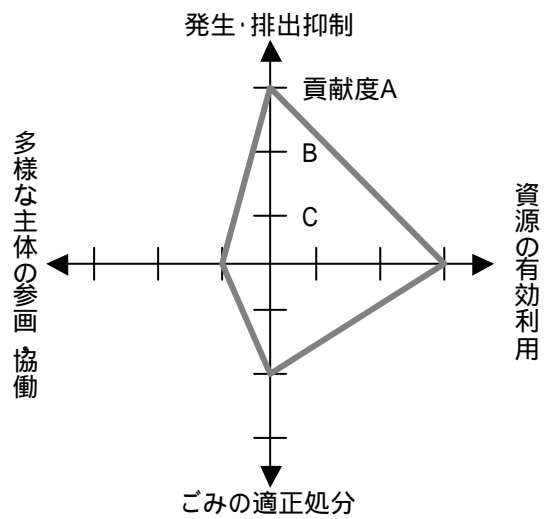 発生・排出抑制
貢献度A
B
C
多様な主体の参画・協働
資源の有効利用
ごみの適正処分